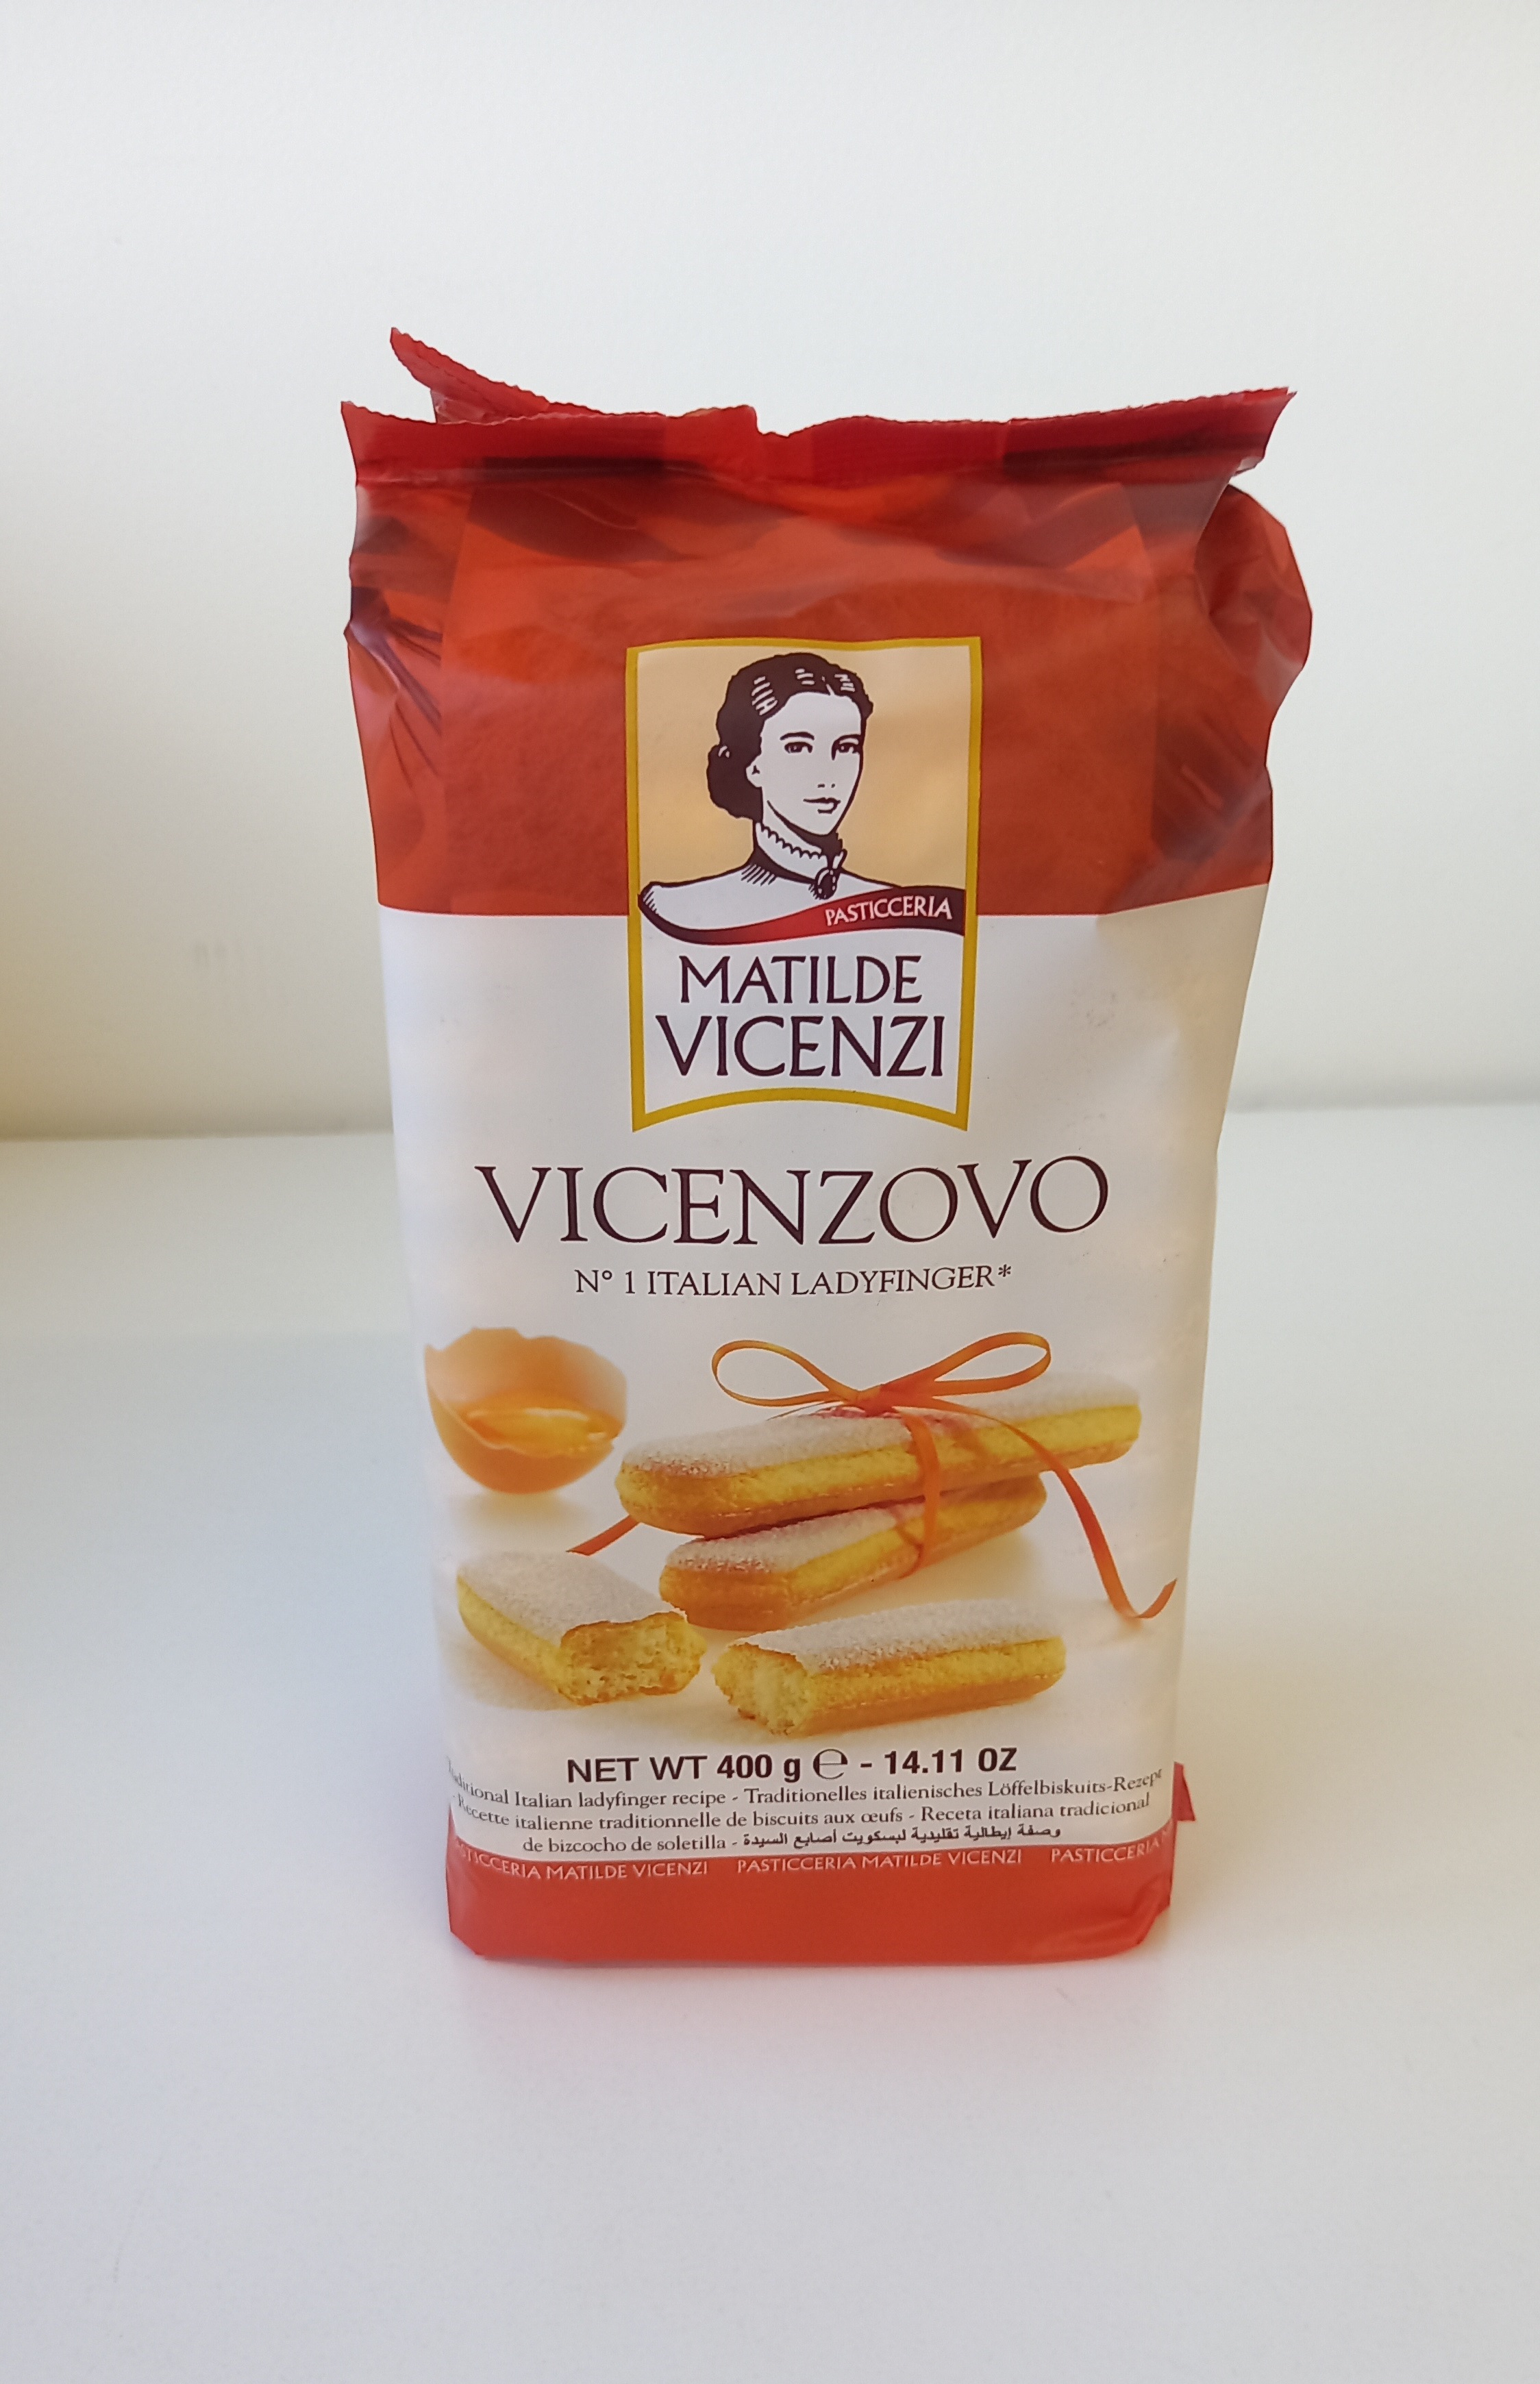 PASTICCERIA
MATILDE
VICENZI
VICENZOVO
N° 1 ITALIAN LADYFINGER*
NET WT 400 g ℮ - 14.11 OZ
Italian ladyfinger recipe - Traditionelles italienisches Löffelbiskuits-Rezept
- Recette italienne traditionnelle de biscuits aux œufs - Receta italiana tradicional
de bizcocho de soletilla - وصفة إيطالية تقليدية لبسكويت أصابع السيدة
MATILDE VICENZI PASTICCERIA MATILDE VICENZI